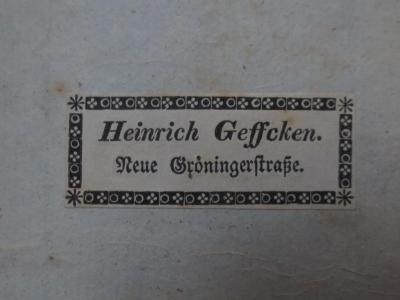 Heinrich Geffcken.
Neue Gröningerſtraße.